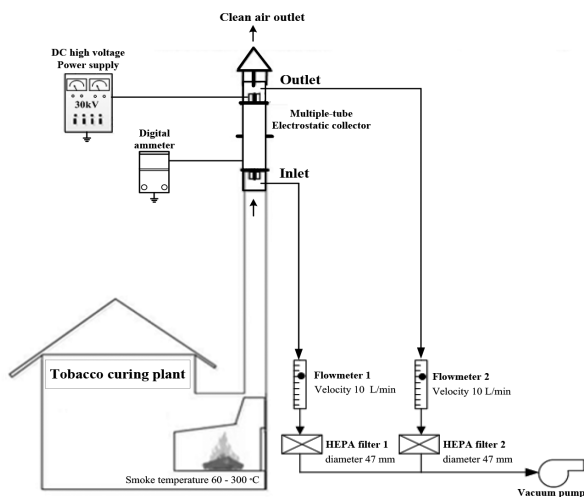 Clean air outlet
DC high voltage
Power supply
30kV
Outlet
Multiple-tube
Electrostatic collector
Digital
ammeter
Inlet
Tobacco curing plant
Flowmeter 1
Velocity 10 L/min
Flowmeter 2
Velocity 10 L/min
HEPA filter 1
diameter 47 mm
HEPA filter 2
diameter 47 mm
Smoke temperature 60 - 300 °C
Vacuum pump